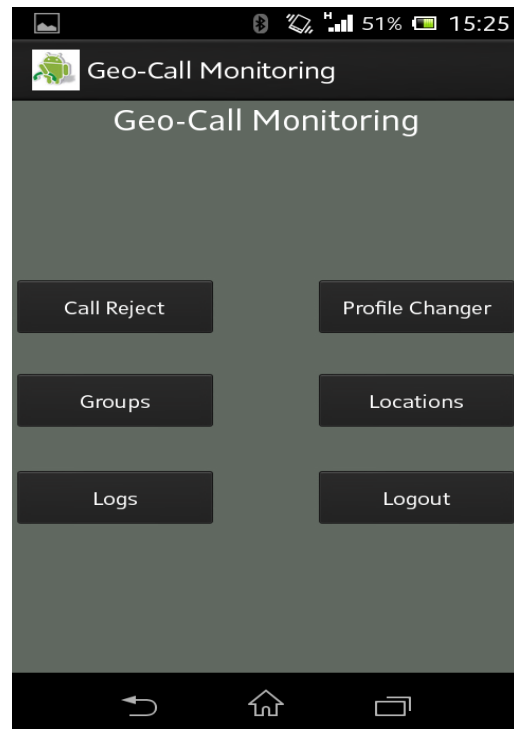 H 51% 15:25
Geo-Call Monitoring
Geo-Call Monitoring
Call Reject Profile Changer
Groups Locations
Logs Logout